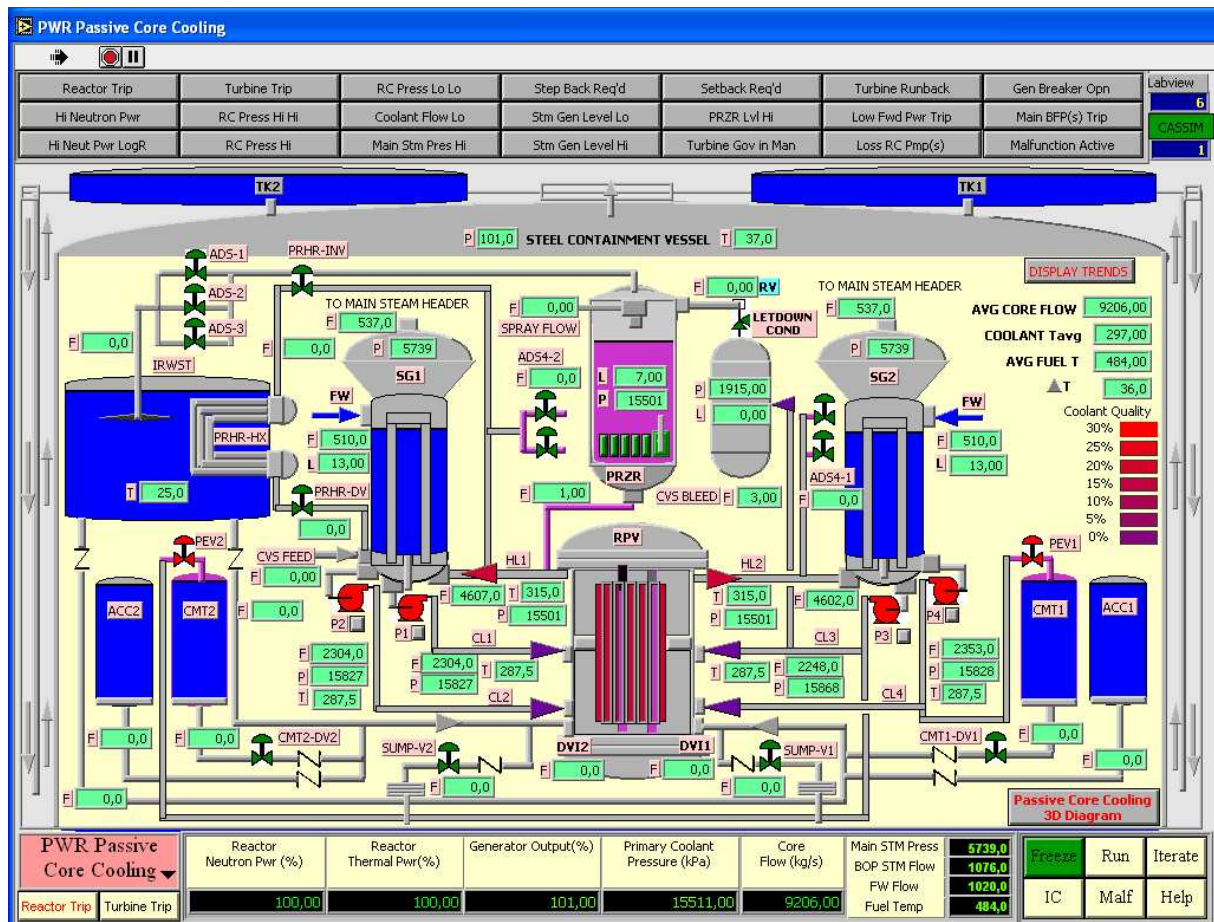 PWR Passive Core Cooling
Reactor Trip Turbine Trip RC Press Lo Lo Step Back Req'd Setback Req'd Turbine Runback Gen Breaker Opn Labview
Hi Neutron Pwr RC Press Hi Hi Coolant Flow Lo Stm Gen Level Lo PRZR Lvl Hi Low Fwd Pwr Trip Main BFP(s) Trip 6
CASSIM
Hi Neut Pwr LogR RC Press Hi Main Stm Pres Hi Stm Gen Level Hi Turbine Gov in Man Loss RC Pmp(s) Malfunction Active 1
TK2 TK1
P 101,0 STEEL CONTAINMENT VESSEL T 37,0
ADS-1 PRHR-INV
DISPLAY TRENDS
F 0,00 RV
TO MAIN STEAM HEADER TO MAIN STEAM HEADER
ADS-2 F 537,0 F 0,00 F 537,0 AVG CORE FLOW 9206,00
SPRAY FLOW LETDOWN COND
ADS-3 COOLANT Tavg 297,00
F 0,0 F 0,0 P 5739 ADS4-2 P 5739 AVG FUEL T 484,00
IRWST SG1 F 0,0 L 7,00 P 1915,00 SG2 T 36,0
P 15501 L 0,00
Coolant Quality
30%
25%
20%
15%
10%
5%
0%
FW FW
PRHR-HX F 510,0 F 510,0
L 13,00 L 13,00
T 25,0 PRHR-DV PRZR ADS4-1
0,0 F 1,00 CVS BLEED F 3,00 F 0,0
PEV2 RPV PEV1
CVS FEED HL1 HL2
F 0,00 F 4607,0 T 315,0 T 315,0 F 4602,0
ACC2 CMT2 F 0,0 P 15501 P 15501 CMT1 ACC1
P2 P1 P3 P4
CL1 CL3
F 2304,0 F 2304,0 T 287,5 T 287,5 F 2248,0 F 2353,0
P 15827 P 15827 P 15868 P 15828
T 287,5 CL2 CL4 T 287,5
F 0,0 F 0,0 CMT2-DV2 SUMP-V2 DVI2 DVI1 SUMP-V1 CMT1-DV1 F 0,0
F 0,0 F 0,0 F 0,0
F 0,0 F 0,0 F 0,0
Passive Core Cooling
3D Diagram
PWR Passive
Core Cooling
Reactor Trip Turbine Trip
Reactor
Neutron Pwr (%)
100,00
Reactor
Thermal Pwr(%)
100,00
Generator Output(%)
101,00
Primary Coolant
Pressure (kPa)
15511,00
Core
Flow (kg/s)
9206,00
Main STM Press 5739,0
BOP STM Flow 1076,0
FW Flow 1020,0
Fuel Temp 484,0
Freeze Run Iterate
IC Malf Help